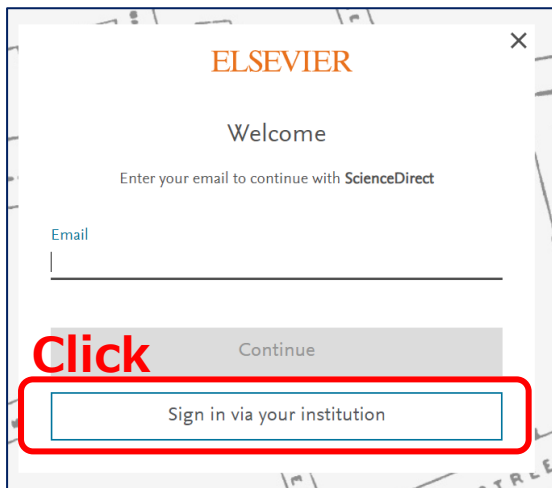 ELSEVIER
Welcome
Enter your email to continue with ScienceDirect
Email
Click
Continue
Sign in via your institution